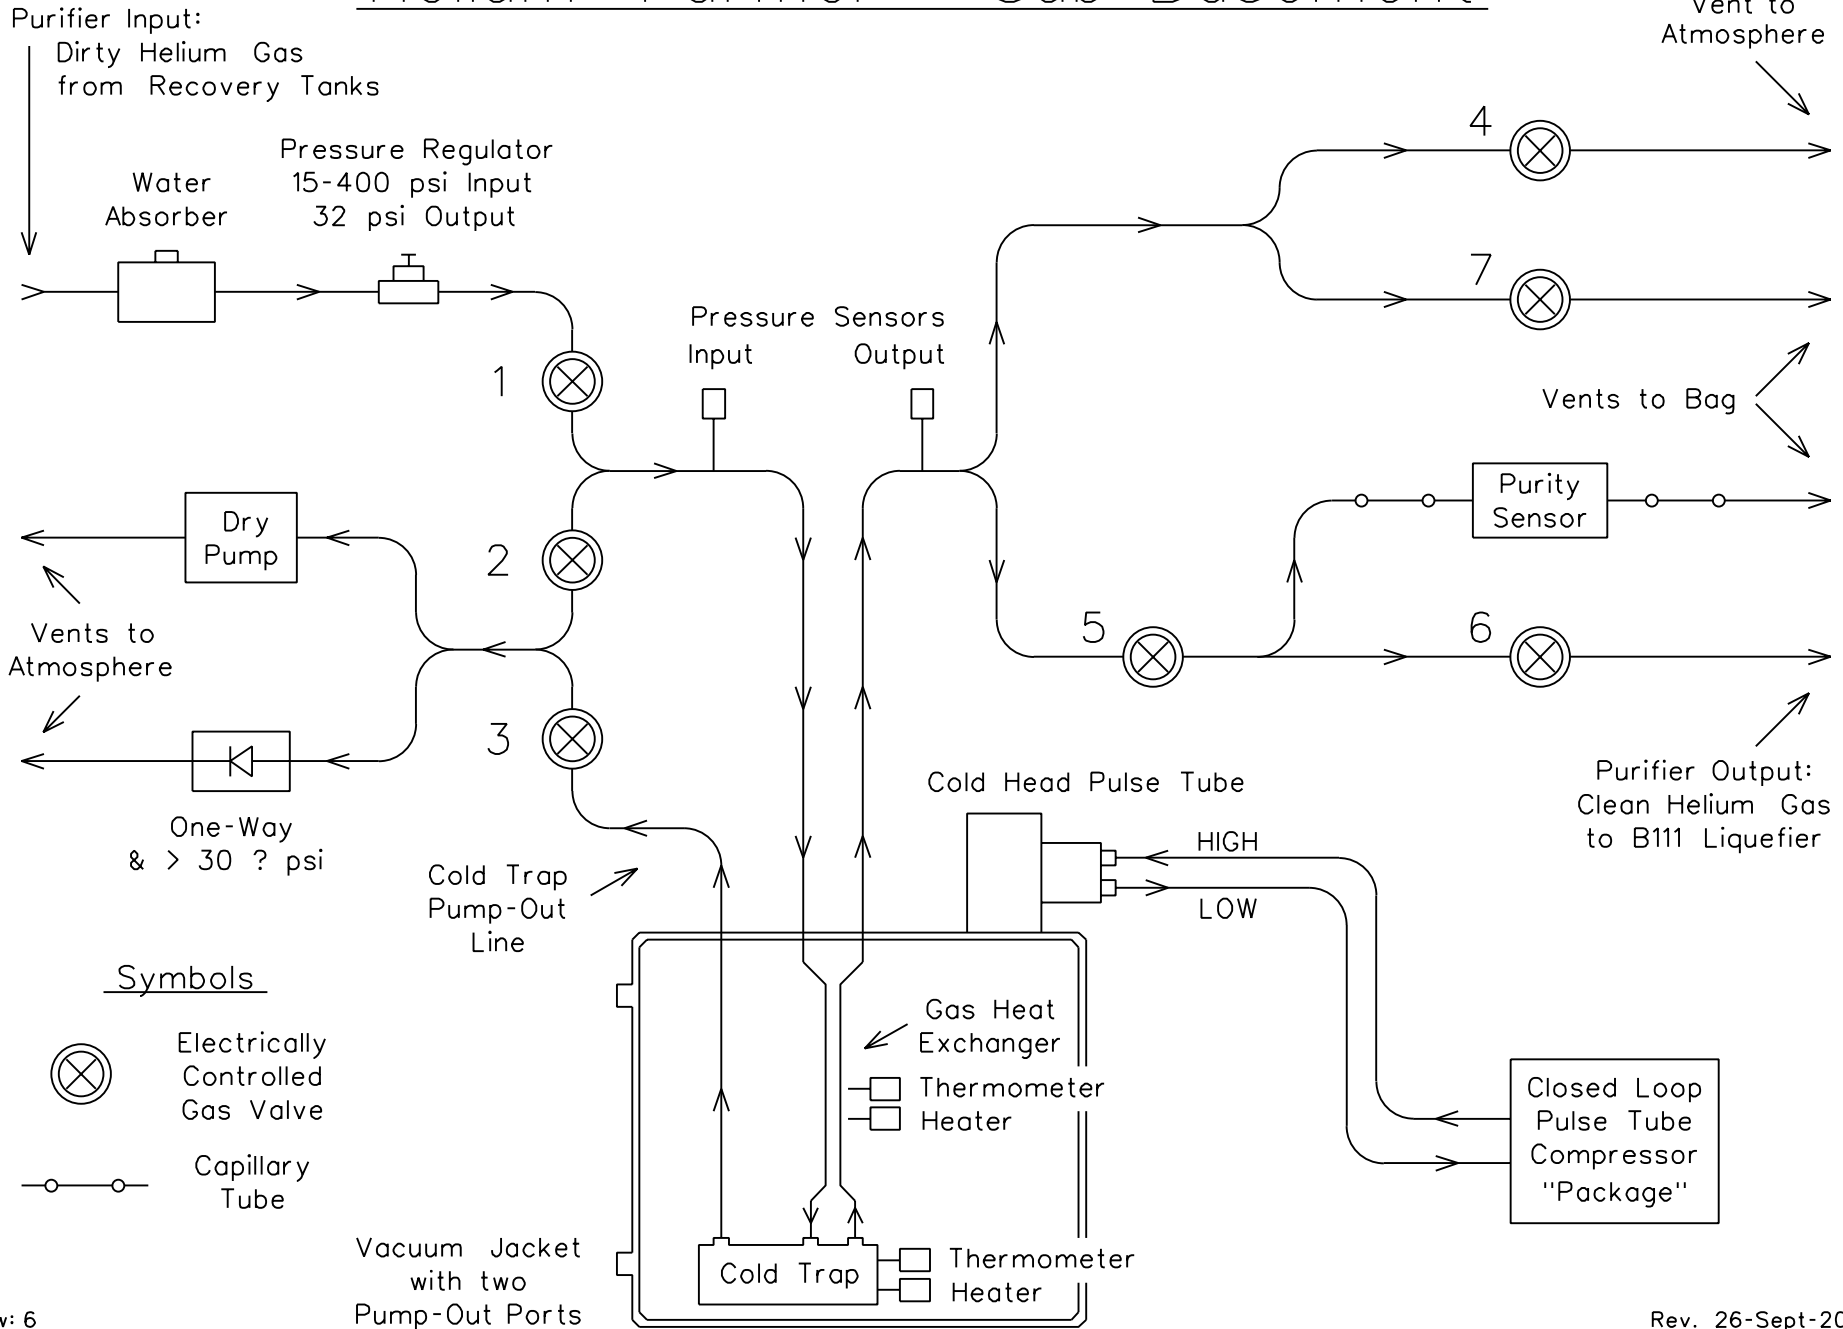 Purifier Input:
Dirty Helium Gas
from Recovery Tanks
Vent to
Atmosphere
Water
Absorber
Pressure Regulator
15-400 psi Input
32 psi Output
4
7
Pressure Sensors
Input Output
1
Vents to Bag
Purity
Sensor
Dry
Pump
2
5
6
Vents to
Atmosphere
3
One-Way
& > 30 ? psi
Cold Trap
Pump-Out
Line
Cold Head Pulse Tube
HIGH
LOW
Purifier Output:
Clean Helium Gas
to B111 Liquefier
Symbols
Electrically
Controlled
Gas Valve
Capillary
Tube
Gas Heat
Exchanger
Thermometer
Heater
Closed Loop
Pulse Tube
Compressor
"Package"
Vacuum Jacket
with two
Pump-Out Ports
Cold Trap
Thermometer
Heater
: 6
Rev. 26-Sept-20